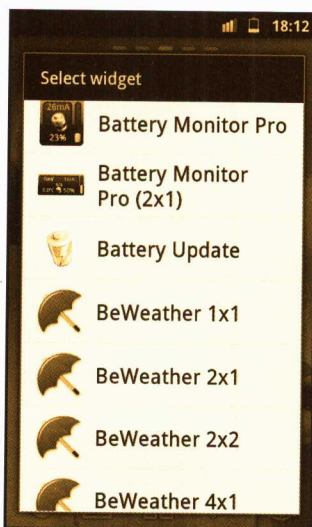 18:12
Select widget
26mA
23%
Battery Monitor Pro
Battery Monitor
Pro (2x1)
Battery Update
BeWeather 1x1
BeWeather 2x1
BeWeather 2x2
BeWeather 4x1